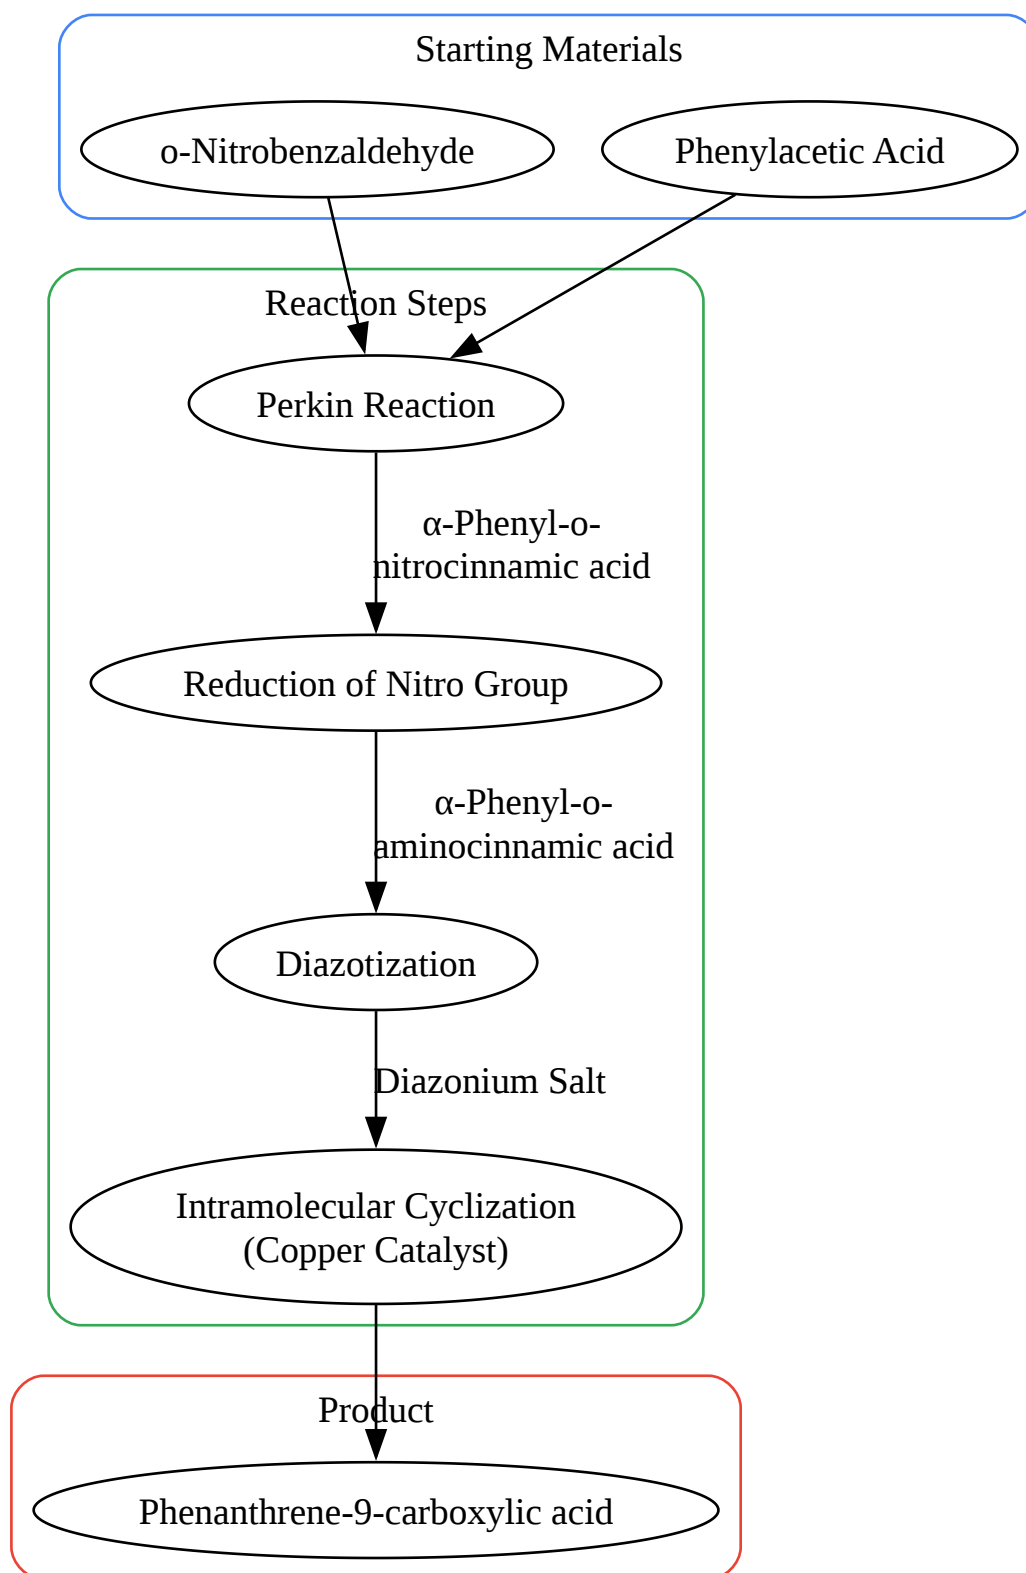 Starting Materials
o-Nitrobenzaldehyde
Phenylacetic Acid
Reaction Steps
Perkin Reaction
α-Phenyl-o-
nitrocinnamic acid
Reduction of Nitro Group
α-Phenyl-o-
aminocinnamic acid
Diazotization
Diazonium Salt
Intramolecular Cyclization
(Copper Catalyst)
Product
Phenanthrene-9-carboxylic acid